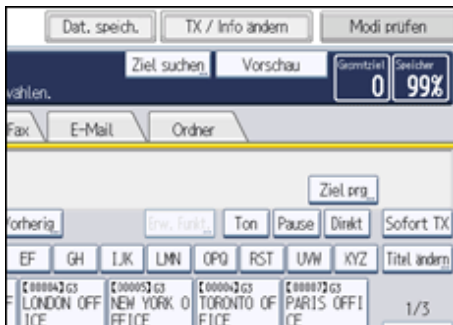 Dat. speich. TX / Info ändern Modi prüfen
Ziel suchen Vorschau Gesamtziel Speicher
wählen. 0 99%
Fax E-Mail Ordner
Ziel prg.
Vorherig. Erw. Funkt. Ton Pause Direkt Sofort TX
EF GH IJK LMN OPQ RST UVW XYZ Titel ändern
[00004]G3 [00005]G3 [00006]G3 [00007]G3
F LONDON OFF NEW YORK O TORONTO OF PARIS OFFI 1/3
ICE FFICE FICE CE